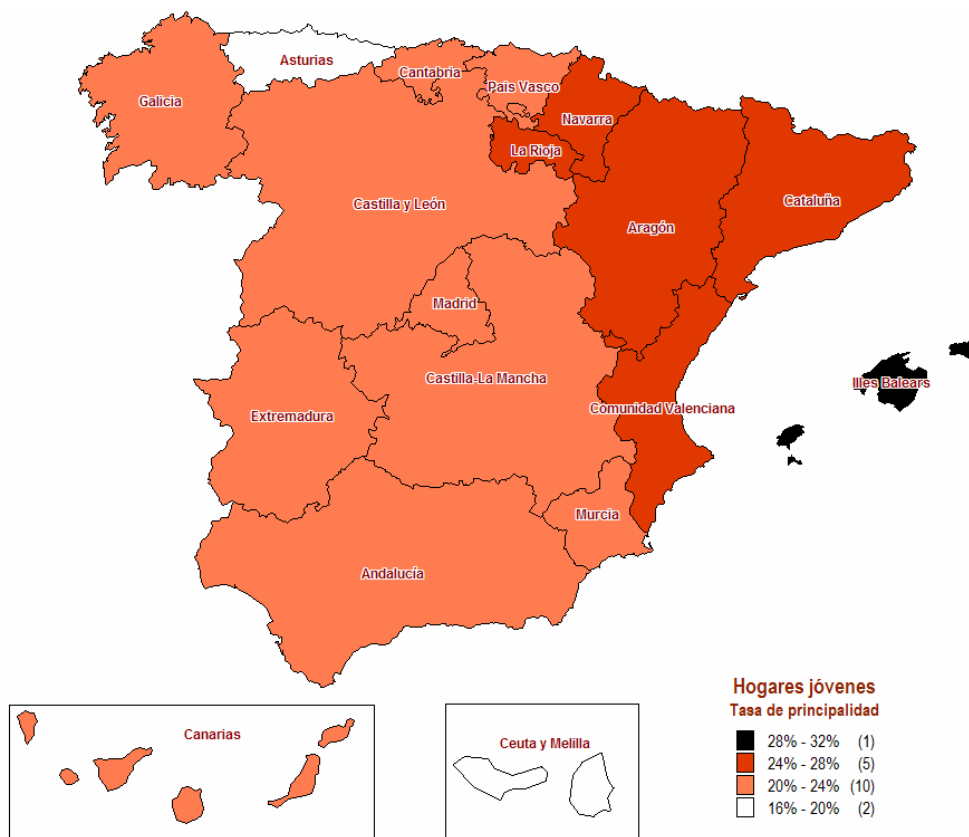 Asturias
Cantabria
Pais Vasco
Galicia
Navarra
La Rioja
Castilla y León
Cataluña
Aragón
Madrid
Castilla-La Mancha
Illes Balears
Extremadura
Comunidad Valenciana
Murcia
Andalucía
Canarias
Ceuta y Melilla
Hogares jóvenes
Tasa de principalidad
28% - 32% (1)
24% - 28% (5)
20% - 24% (10)
16% - 20% (2)